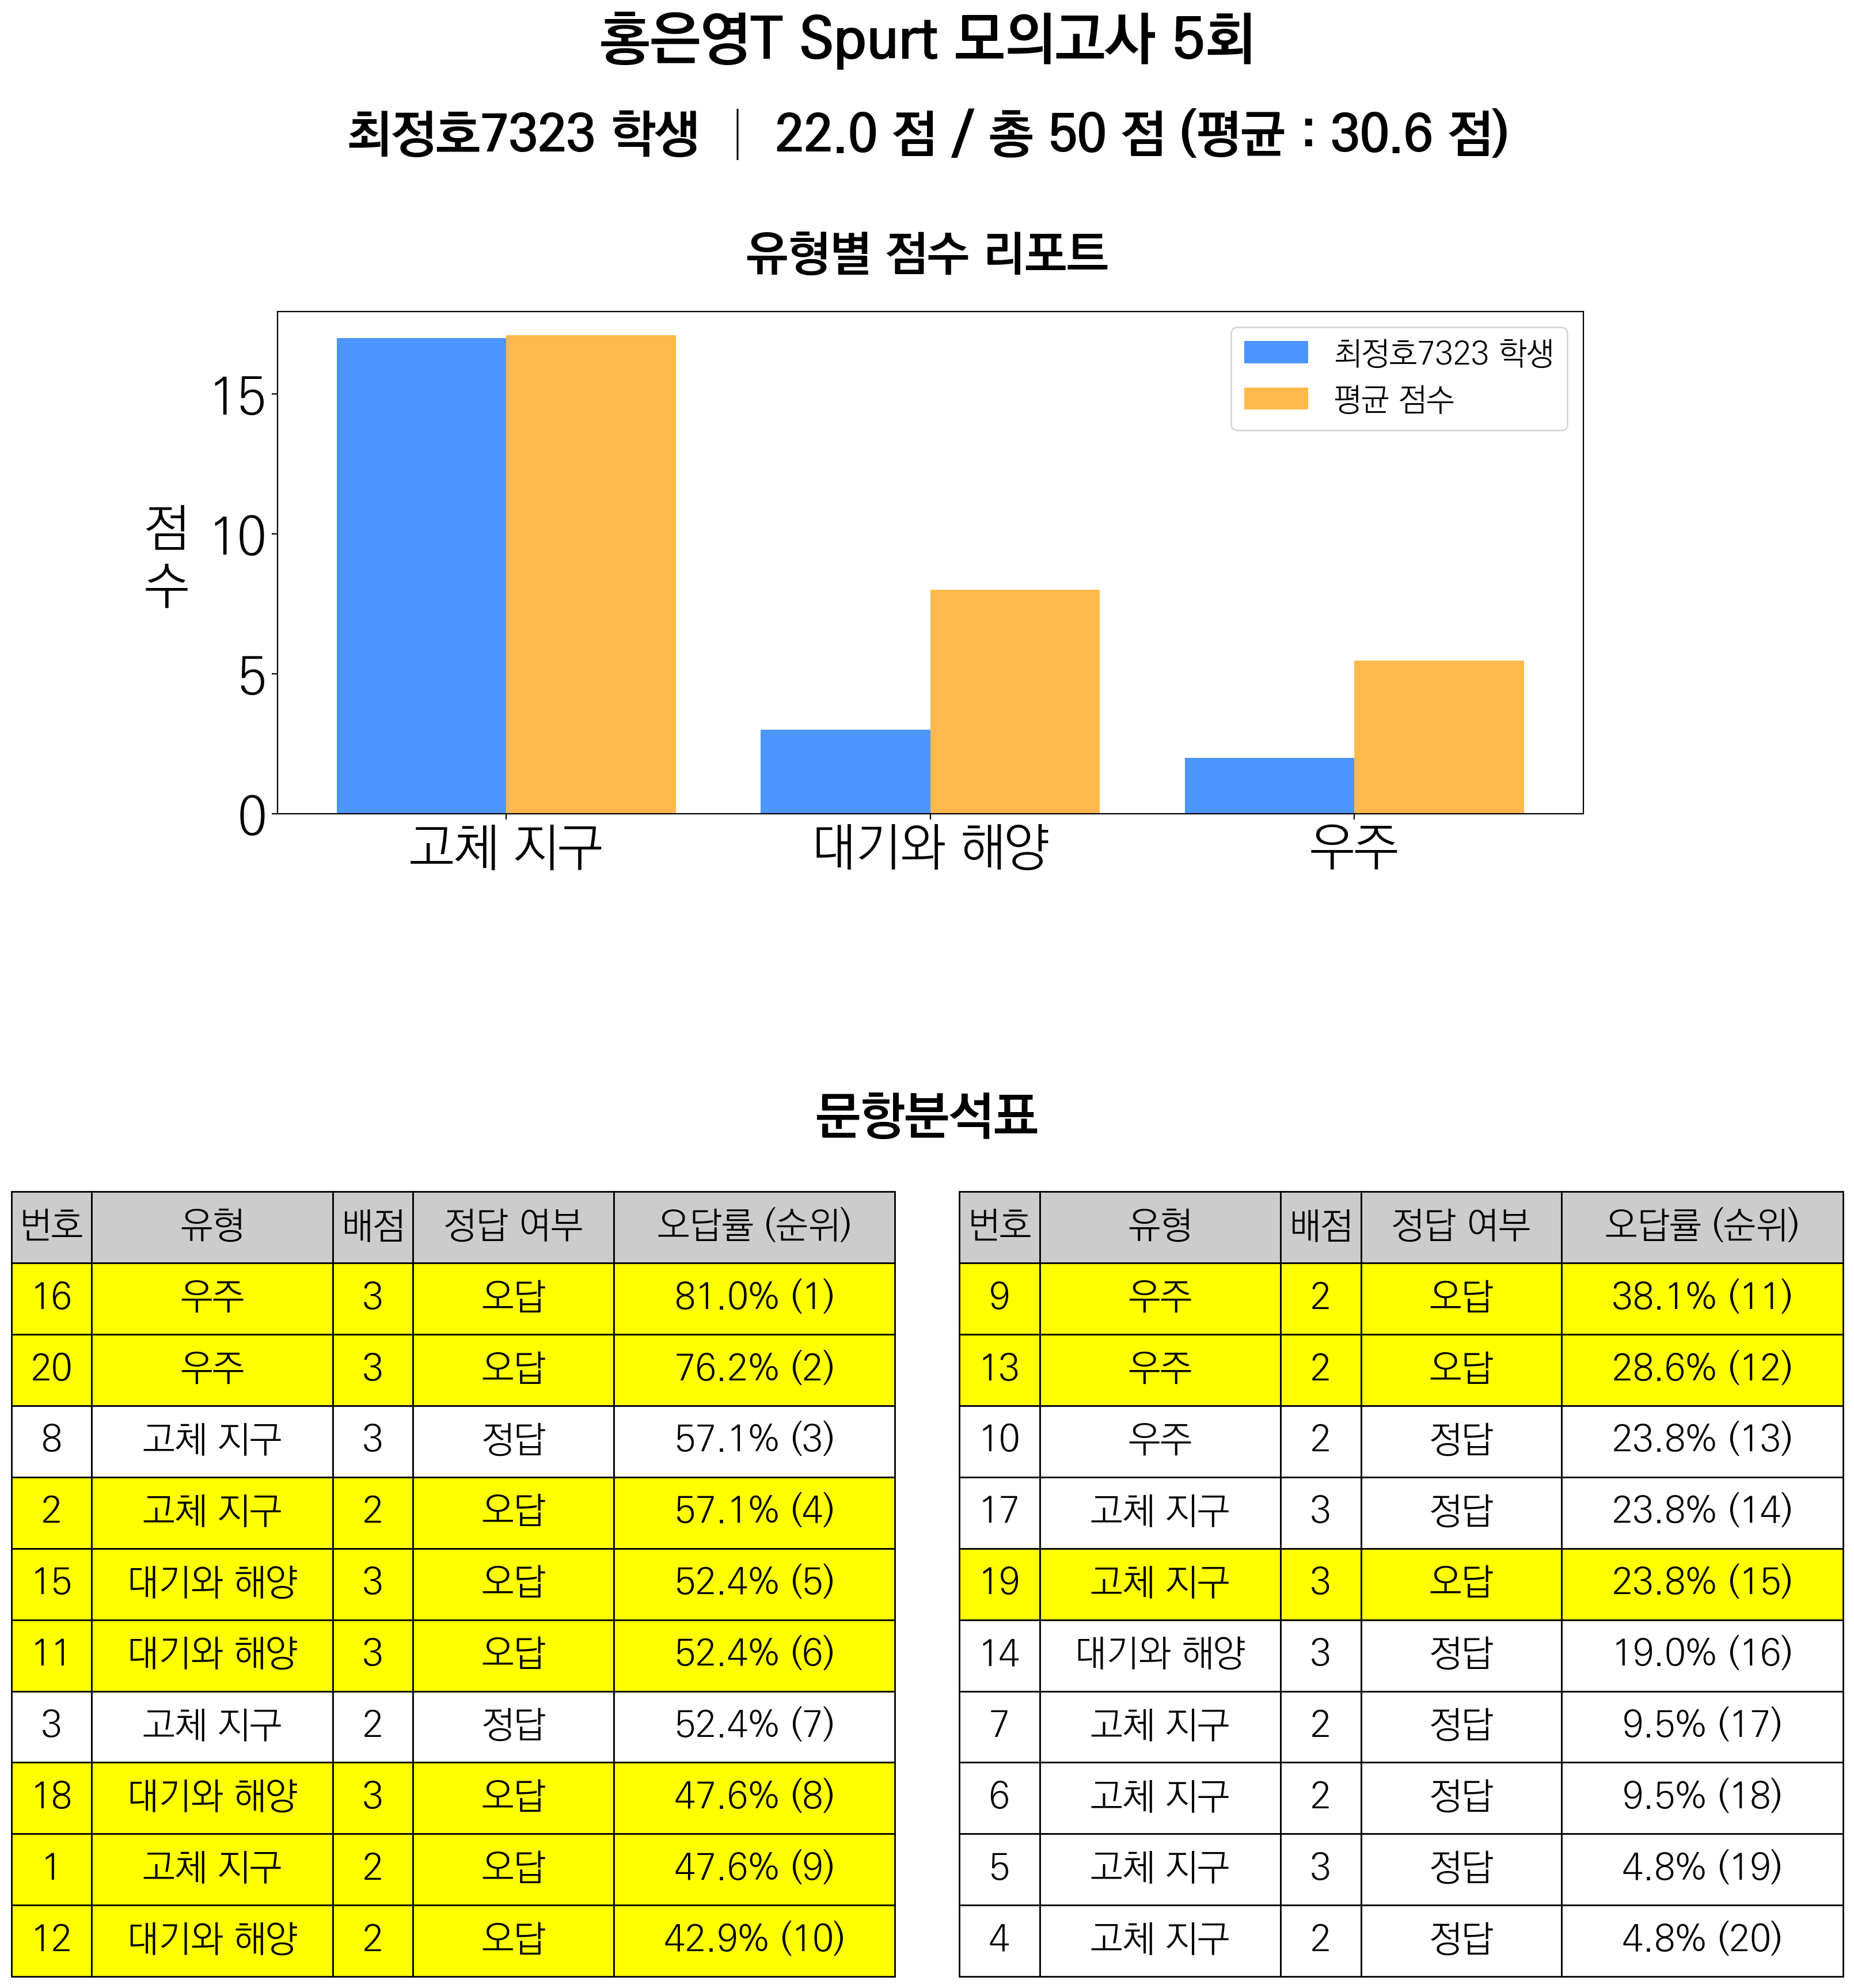 홍은영T Spurt 모의고사 5회
최정호7323 학생 | 22.0 점 / 총 50 점 (평균 : 30.6 점)
유형별 점수 리포트
최정호7323 학생
평균 점수
점수
15
10
5
0
고체 지구 대기와 해양 우주
문항분석표
번호 유형 배점 정답 여부 오답률 (순위)
16 우주 3 오답 81.0% (1)
20 우주 3 오답 76.2% (2)
8 고체 지구 3 정답 57.1% (3)
2 고체 지구 2 오답 57.1% (4)
15 대기와 해양 3 오답 52.4% (5)
11 대기와 해양 3 오답 52.4% (6)
3 고체 지구 2 정답 52.4% (7)
18 대기와 해양 3 오답 47.6% (8)
1 고체 지구 2 오답 47.6% (9)
12 대기와 해양 2 오답 42.9% (10)
번호 유형 배점 정답 여부 오답률 (순위)
9 우주 2 오답 38.1% (11)
13 우주 2 오답 28.6% (12)
10 우주 2 정답 23.8% (13)
17 고체 지구 3 정답 23.8% (14)
19 고체 지구 3 오답 23.8% (15)
14 대기와 해양 3 정답 19.0% (16)
7 고체 지구 2 정답 9.5% (17)
6 고체 지구 2 정답 9.5% (18)
5 고체 지구 3 정답 4.8% (19)
4 고체 지구 2 정답 4.8% (20)